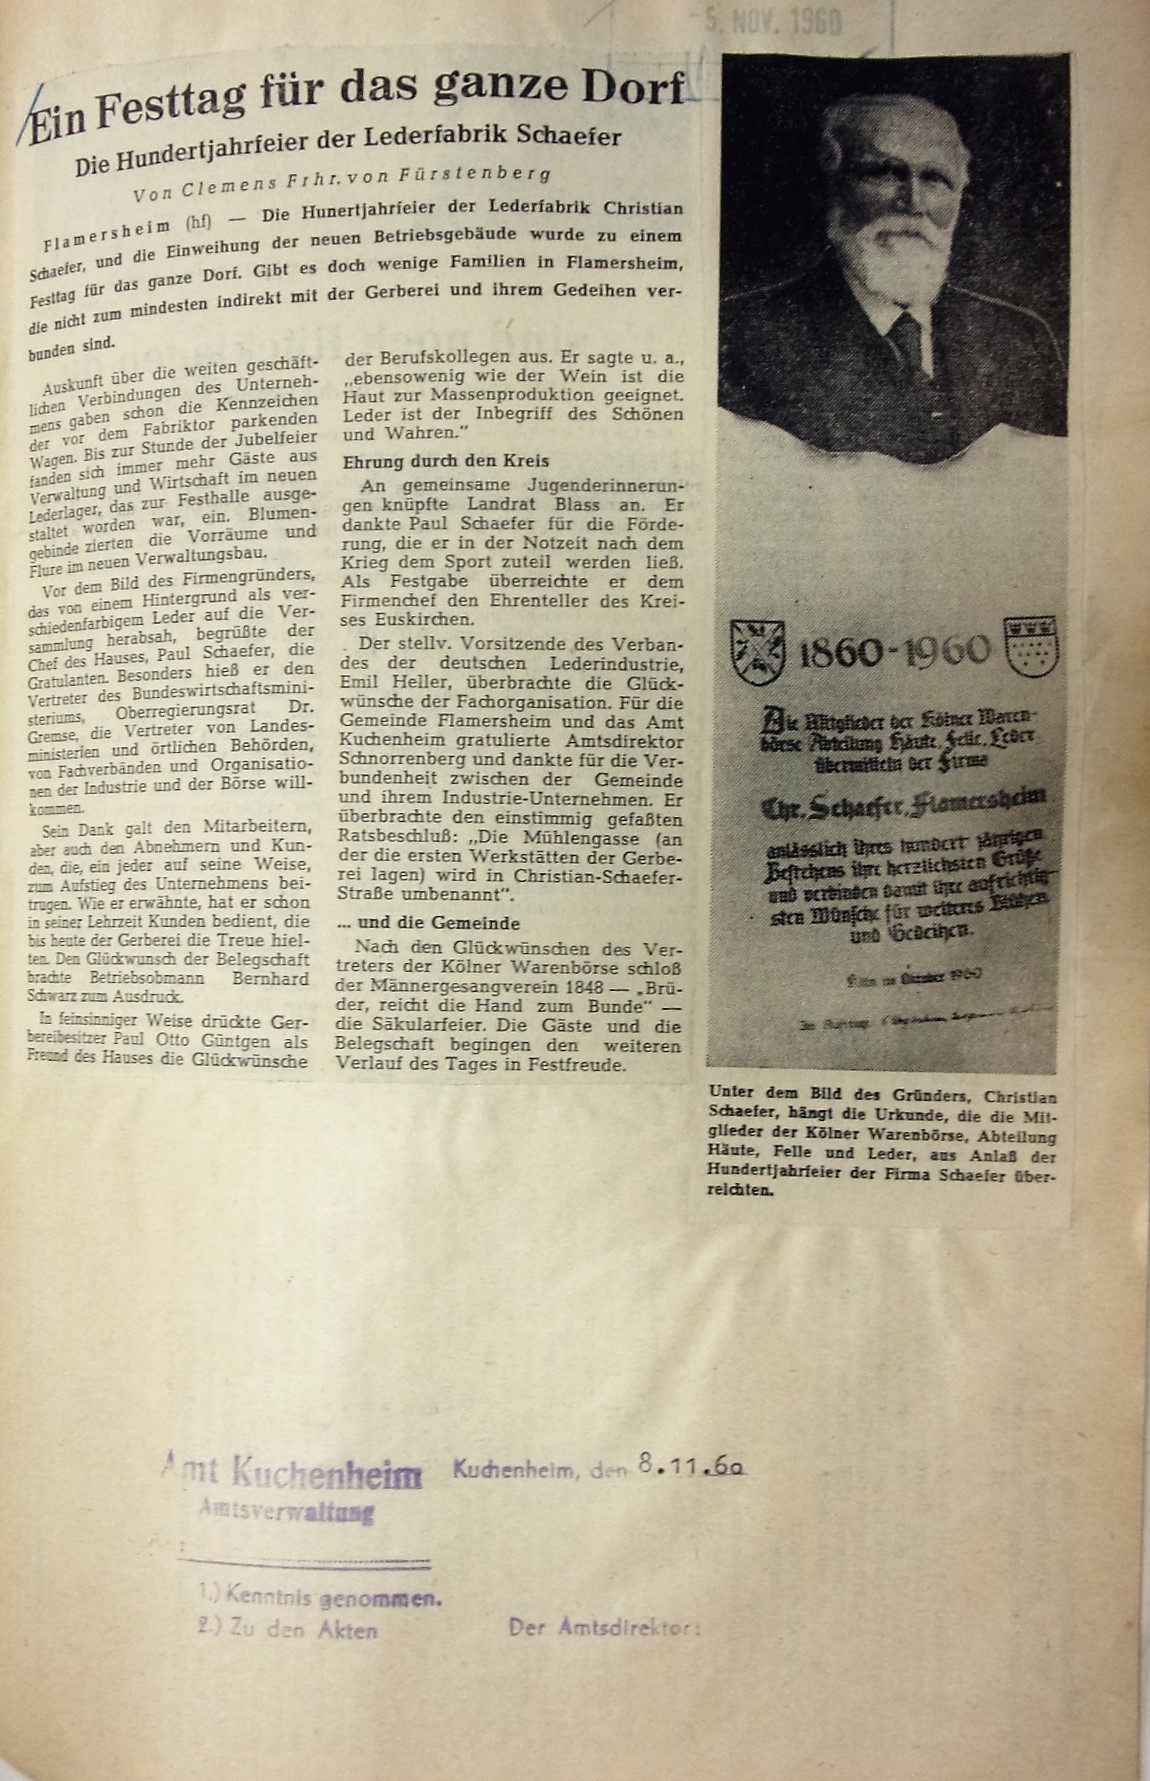 5. NOV. 1960
Ein Festtag für das ganze Dorf
Die Hundertjahrfeier der Lederfabrik Schaefer
Von Clemens Frhr. von Fürstenberg
Flamersheim (hf) — Die Hunertjahrfeier der Lederfabrik Christian
Schaefer, und die Einweihung der neuen Betriebsgebäude wurde zu einem
Festtag für das ganze Dorf. Gibt es doch wenige Familien in Flamersheim,
die nicht zum mindesten indirekt mit der Gerberei und ihrem Gedeihen ver-
bunden sind.
Auskunft über die weiten geschäft-
lichen Verbindungen des Unterneh-
mens gaben schon die Kennzeichen
der vor dem Fabriktor parkenden
Wagen. Bis zur Stunde der Jubelfeier
fanden sich immer mehr Gäste aus
Verwaltung und Wirtschaft im neuen
Lederlager, das zur Festhalle ausge-
staltet worden war, ein. Blumen-
gebinde zierten die Vorräume und
Flure im neuen Verwaltungsbau.
Vor dem Bild des Firmengründers,
das von einem Hintergrund als ver-
schiedenfarbigem Leder auf die Ver-
sammlung herabsah, begrüßte der
Chef des Hauses, Paul Schaefer, die
Gratulanten. Besonders hieß er den
Vertreter des Bundeswirtschaftsmini-
steriums, Oberregierungsrat Dr.
Gremse, die Vertreter von Landes-
ministerien und örtlichen Behörden,
von Fachverbänden und Organisatio-
nen der Industrie und der Börse will-
kommen.
Sein Dank galt den Mitarbeitern,
aber auch den Abnehmern und Kun-
den, die, ein jeder auf seine Weise,
zum Aufstieg des Unternehmens bei-
trugen. Wie er erwähnte, hat er schon
in seiner Lehrzeit Kunden bedient, die
bis heute der Gerberei die Treue hiel-
ten. Den Glückwunsch der Belegschaft
brachte Betriebsobmann Bernhard
Schwarz zum Ausdruck.
In feinsinniger Weise drückte Ger-
bereibesitzer Paul Otto Güntgen als
Freund des Hauses die Glückwünsche
der Berufskollegen aus. Er sagte u. a.,
„ebensowenig wie der Wein ist die
Haut zur Massenproduktion geeignet.
Leder ist der Inbegriff des Schönen
und Wahren.“
Ehrung durch den Kreis
An gemeinsame Jugenderinnerun-
gen knüpfte Landrat Blass an. Er
dankte Paul Schaefer für die Förde-
rung, die er in der Notzeit nach dem
Krieg dem Sport zuteil werden ließ.
Als Festgabe überreichte er dem
Firmenchef den Ehrenteller des Krei-
ses Euskirchen.
Der stellv. Vorsitzende des Verban-
des der deutschen Lederindustrie,
Emil Heller, überbrachte die Glück-
wünsche der Fachorganisation. Für die
Gemeinde Flamersheim und das Amt
Kuchenheim gratulierte Amtsdirektor
Schnorrenberg und dankte für die Ver-
bundenheit zwischen der Gemeinde
und ihrem Industrie-Unternehmen. Er
überbrachte den einstimmig gefaßten
Ratsbeschluß: „Die Mühlengasse (an
der die ersten Werkstätten der Gerbe-
rei lagen) wird in Christian-Schaefer-
Straße umbenannt“.
... und die Gemeinde
Nach den Glückwünschen des Ver-
treters der Kölner Warenbörse schloß
der Männergesangverein 1848 — „Brü-
der, reicht die Hand zum Bunde“ —
die Säkularfeier. Die Gäste und die
Belegschaft begingen den weiteren
Verlauf des Tages in Festfreude.
1860-1960
Die Mitglieder der Kölner Waren-
börse Abteilung Häute, Felle, Leder
übermitteln der Firma
Chr. Schaefer, Flamersheim
anlässlich ihres hundert jährigen
Bestehens ihre herzlichsten Grüße
und verbinden damit ihre aufrichtig-
sten Wünsche für weiteres Blühen
und Gedeihen.
Köln im Oktober 1960
Unter dem Bild des Gründers, Christian
Schaefer, hängt die Urkunde, die die Mit-
glieder der Kölner Warenbörse, Abteilung
Häute, Felle und Leder, aus Anlaß der
Hundertjahrfeier der Firma Schaefer über-
reichten.
Amt Kuchenheim
Amtsverwaltung
Kuchenheim, den 8.11.60
1.) Kenntnis genommen.
2.) Zu den Akten
Der Amtsdirektor: